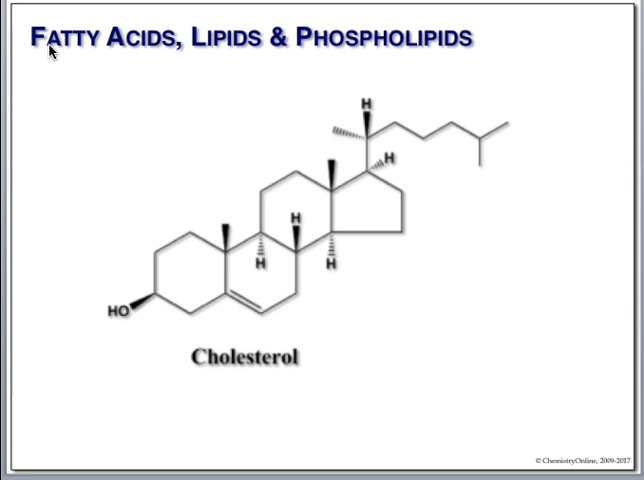 FATTY ACIDS, LIPIDS & PHOSPHOLIPIDS
H
H
H
H
H
HO
Cholesterol
© ChemistryOnline, 2009-2017